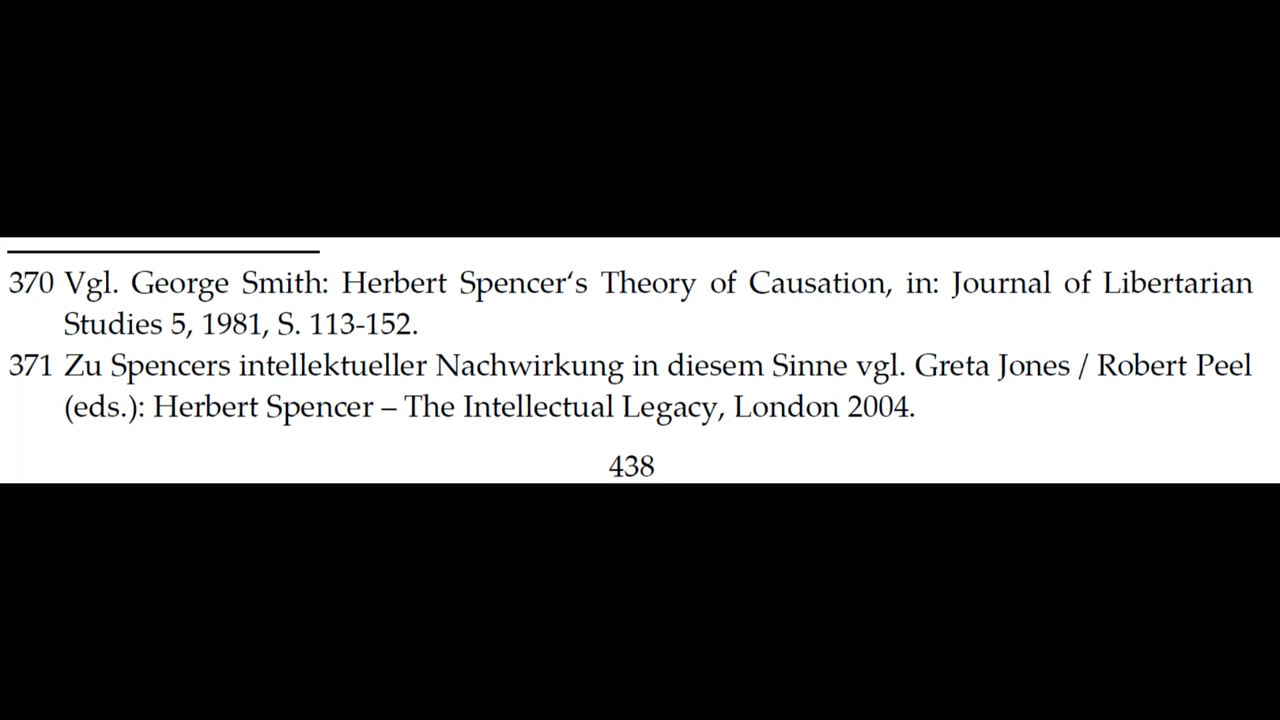 370 Vgl. George Smith: Herbert Spencer‘s Theory of Causation, in: Journal of Libertarian
Studies 5, 1981, S. 113-152.
371 Zu Spencers intellektueller Nachwirkung in diesem Sinne vgl. Greta Jones / Robert Peel
(eds.): Herbert Spencer – The Intellectual Legacy, London 2004.
438